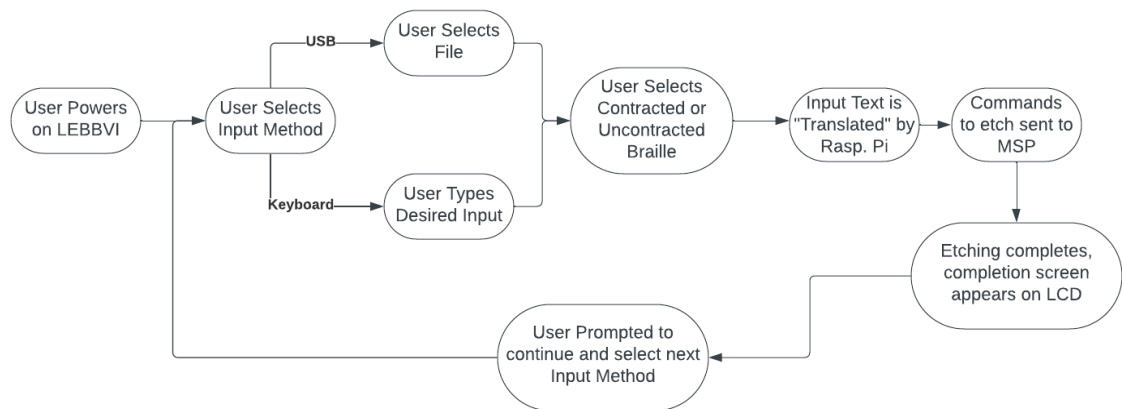 User Powers
on LEBBVI
User Selects
Input Method
USB
User Selects
File
Keyboard
User Types
Desired Input
User Selects
Contracted or
Uncontracted
Braille
Input Text is
"Translated" by
Rasp. Pi
Commands
to etch sent to
MSP
Etching completes,
completion screen
appears on LCD
User Prompted to
continue and select next
Input Method